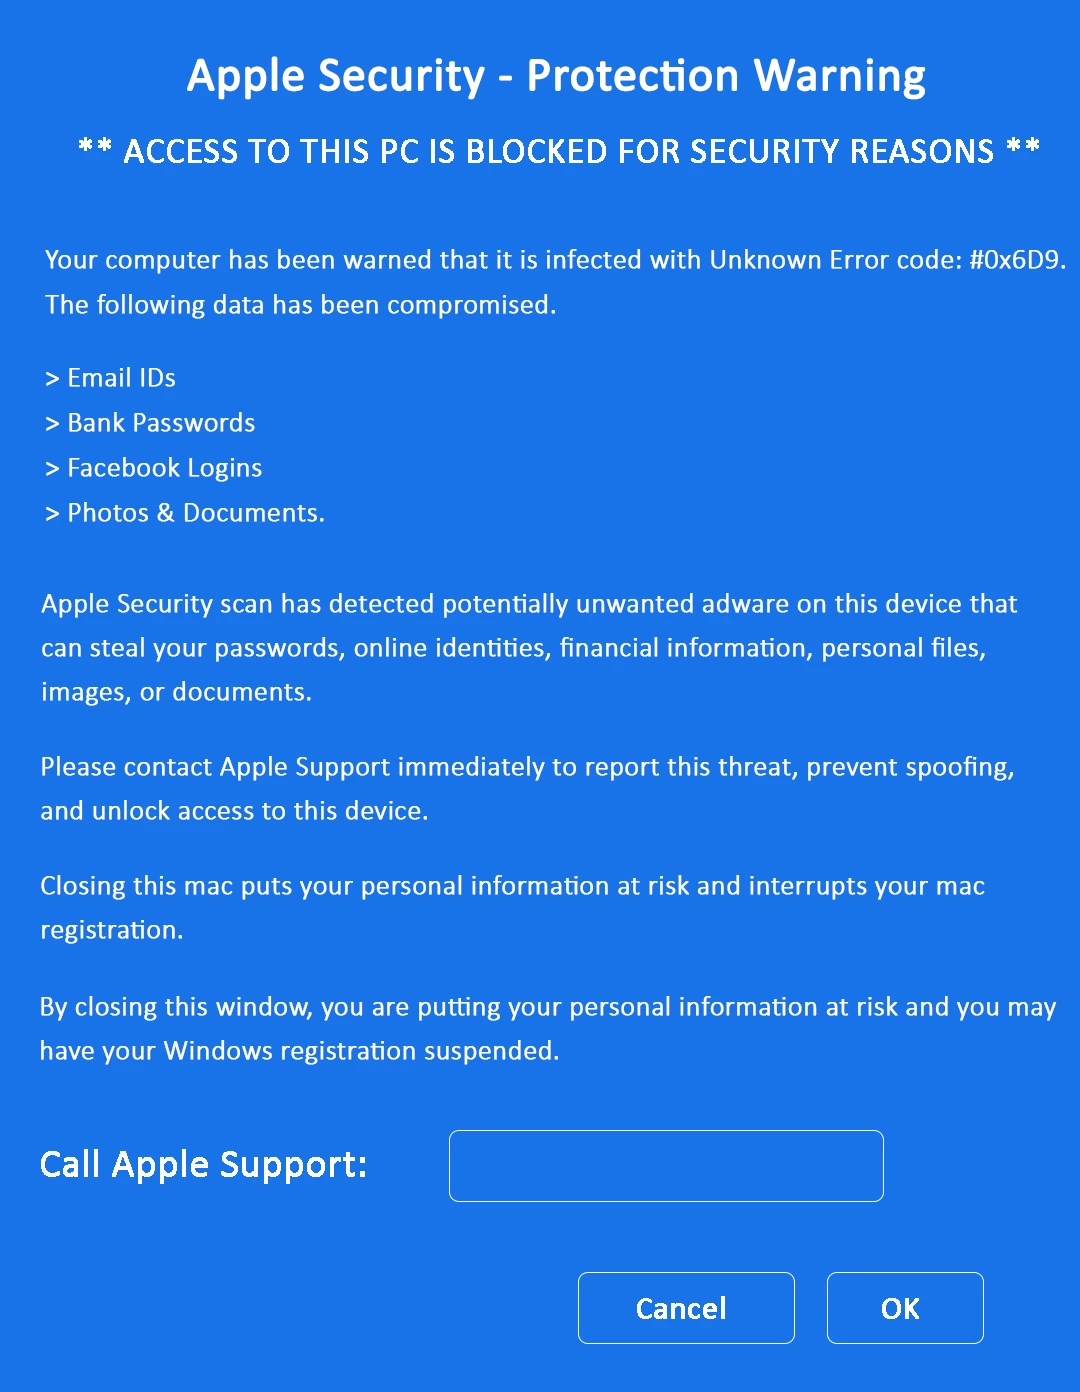 Apple Security - Protection Warning
** ACCESS TO THIS PC IS BLOCKED FOR SECURITY REASONS **
Your computer has been warned that it is infected with Unknown Error code: #0x6D9.
The following data has been compromised.
> Email IDs
> Bank Passwords
> Facebook Logins
> Photos & Documents.
Apple Security scan has detected potentially unwanted adware on this device that
can steal your passwords, online identities, financial information, personal files,
images, or documents.
Please contact Apple Support immediately to report this threat, prevent spoofing,
and unlock access to this device.
Closing this mac puts your personal information at risk and interrupts your mac
registration.
By closing this window, you are putting your personal information at risk and you may
have your Windows registration suspended.
Call Apple Support:
Cancel OK